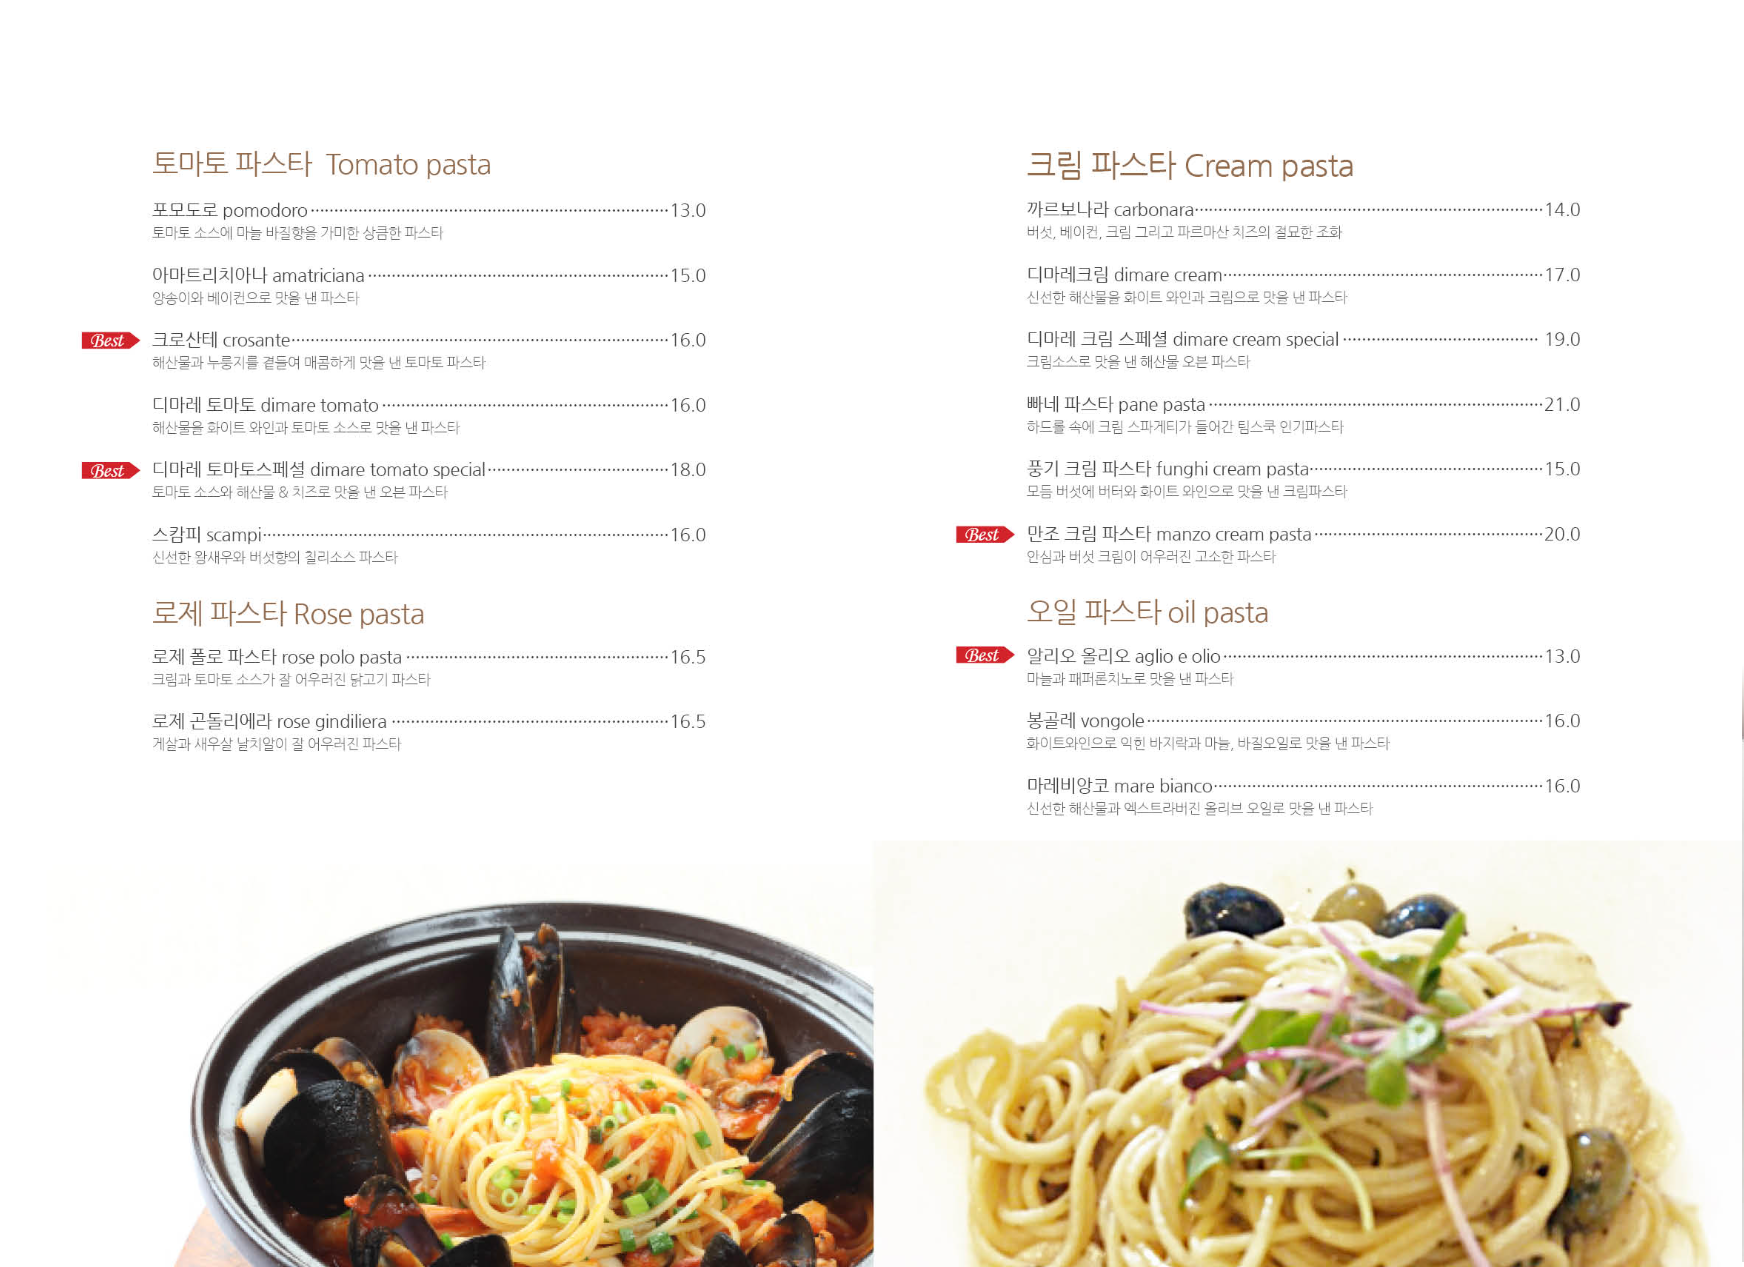 토마토 파스타 Tomato pasta
포모도로 pomodoro 13.0
토마토 소스에 마늘 바질향을 가미한 상큼한 파스타
아마트리치아나 amatriciana 15.0
양송이와 베이컨으로 맛을 낸 파스타
Best 크로산테 crosante 16.0
해산물과 누룽지를 곁들여 매콤하게 맛을 낸 토마토 파스타
디마레 토마토 dimare tomato 16.0
해산물을 화이트 와인과 토마토 소스로 맛을 낸 파스타
Best 디마레 토마토스페셜 dimare tomato special 18.0
토마토 소스와 해산물 & 치즈로 맛을 낸 오븐 파스타
스캄피 scampi 16.0
신선한 왕새우와 버섯향의 칠리소스 파스타
로제 파스타 Rose pasta
로제 폴로 파스타 rose polo pasta 16.5
크림과 토마토 소스가 잘 어우러진 닭고기 파스타
로제 곤돌리에라 rose gindiliera 16.5
게살과 새우살 날치알이 잘 어우러진 파스타
크림 파스타 Cream pasta
까르보나라 carbonara 14.0
버섯, 베이컨, 크림 그리고 파르마산 치즈의 절묘한 조화
디마레크림 dimare cream 17.0
신선한 해산물을 화이트 와인과 크림으로 맛을 낸 파스타
디마레 크림 스페셜 dimare cream special 19.0
크림소스로 맛을 낸 해산물 오븐 파스타
빠네 파스타 pane pasta 21.0
하드롤 속에 크림 스파게티가 들어간 팀스쿡 인기파스타
풍기 크림 파스타 funghi cream pasta 15.0
모듬 버섯에 버터와 화이트 와인으로 맛을 낸 크림파스타
Best 만조 크림 파스타 manzo cream pasta 20.0
안심과 버섯 크림이 어우러진 고소한 파스타
오일 파스타 oil pasta
Best 알리오 올리오 aglio e olio 13.0
마늘과 패퍼론치노로 맛을 낸 파스타
봉골레 vongole 16.0
화이트와인으로 익힌 바지락과 마늘, 바질오일로 맛을 낸 파스타
마레비앙코 mare bianco 16.0
신선한 해산물과 엑스트라버진 올리브 오일로 맛을 낸 파스타